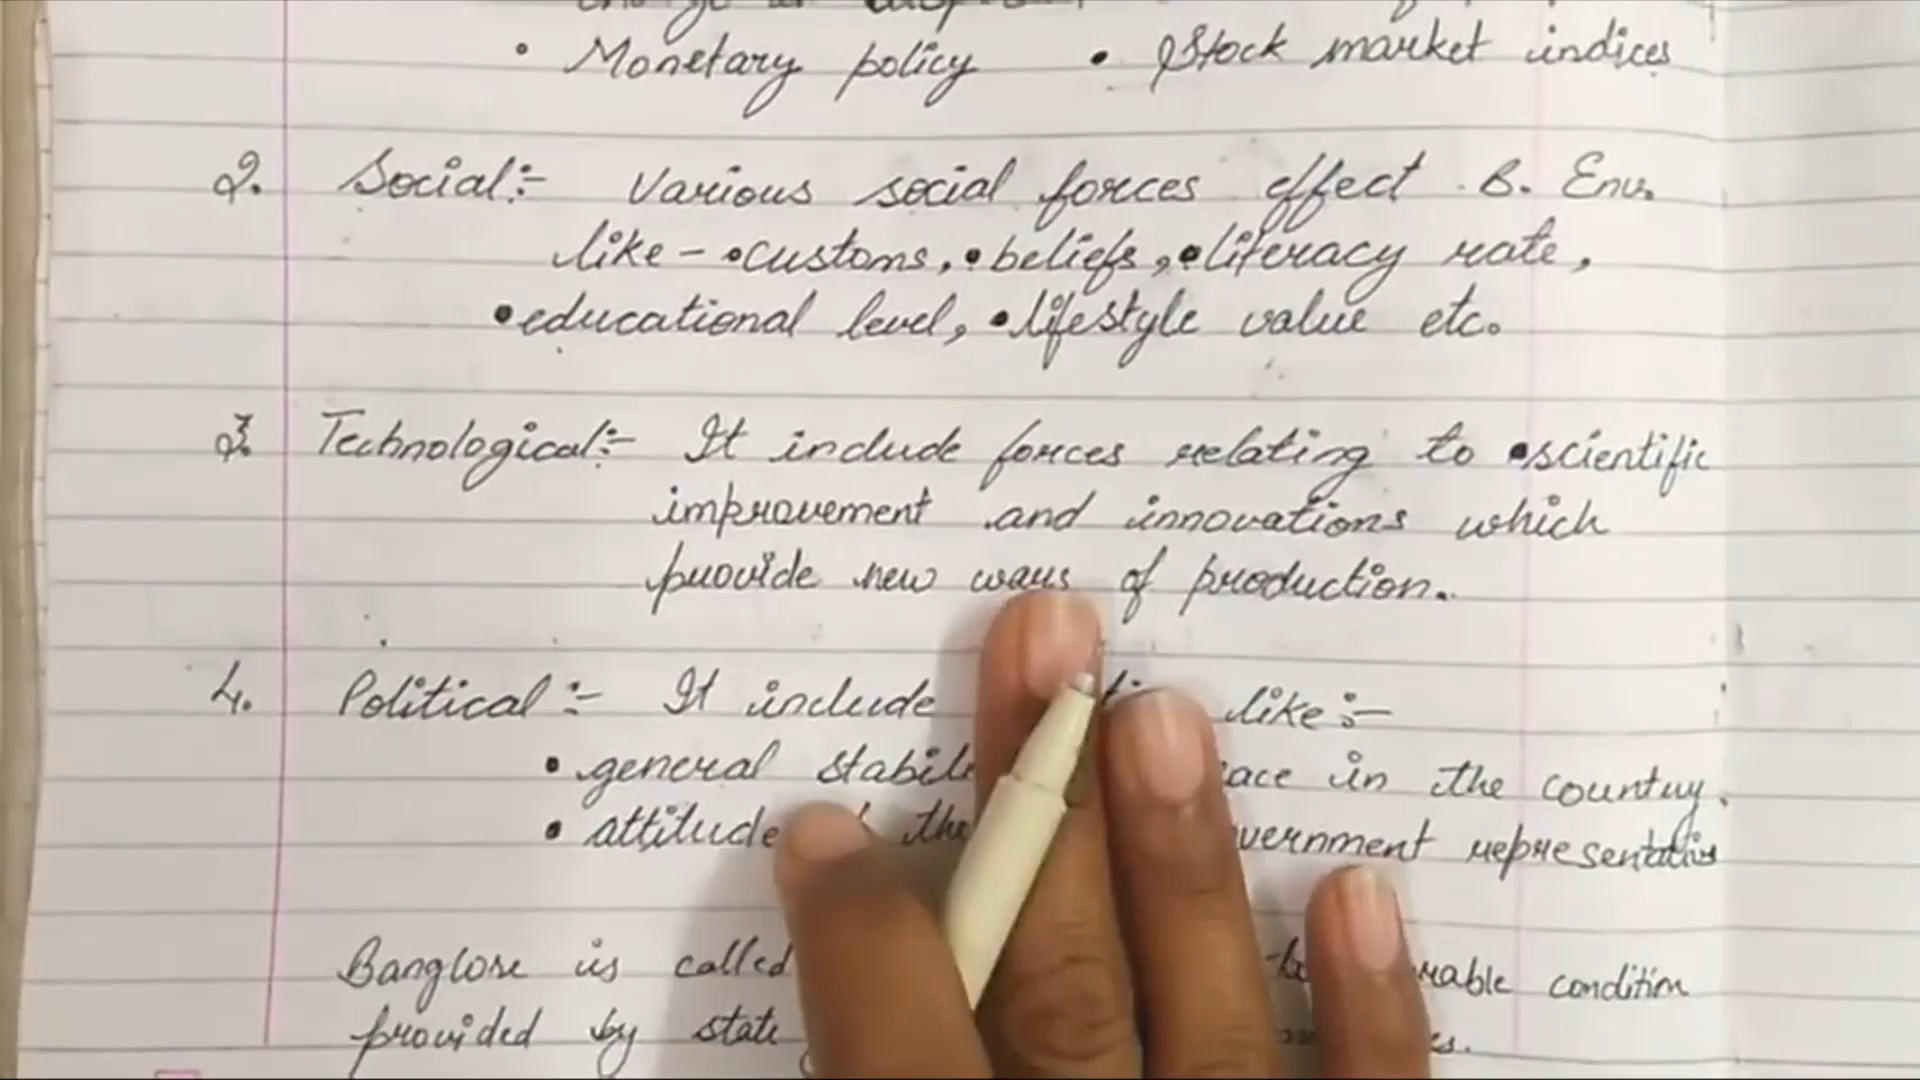 • Monetary policy • Stock market indices
2. Social:- Various social forces effect B. Env.
like - •customs, •beliefs, •literacy rate,
•educational level, •lifestyle value etc.
3. Technological:- It include forces relating to •scientific
improvement and innovations which
provide new ways of production.
4. Political:- It include like:-
• general in the country.
• attitude the representatives
Banglore is called condition
provided by state